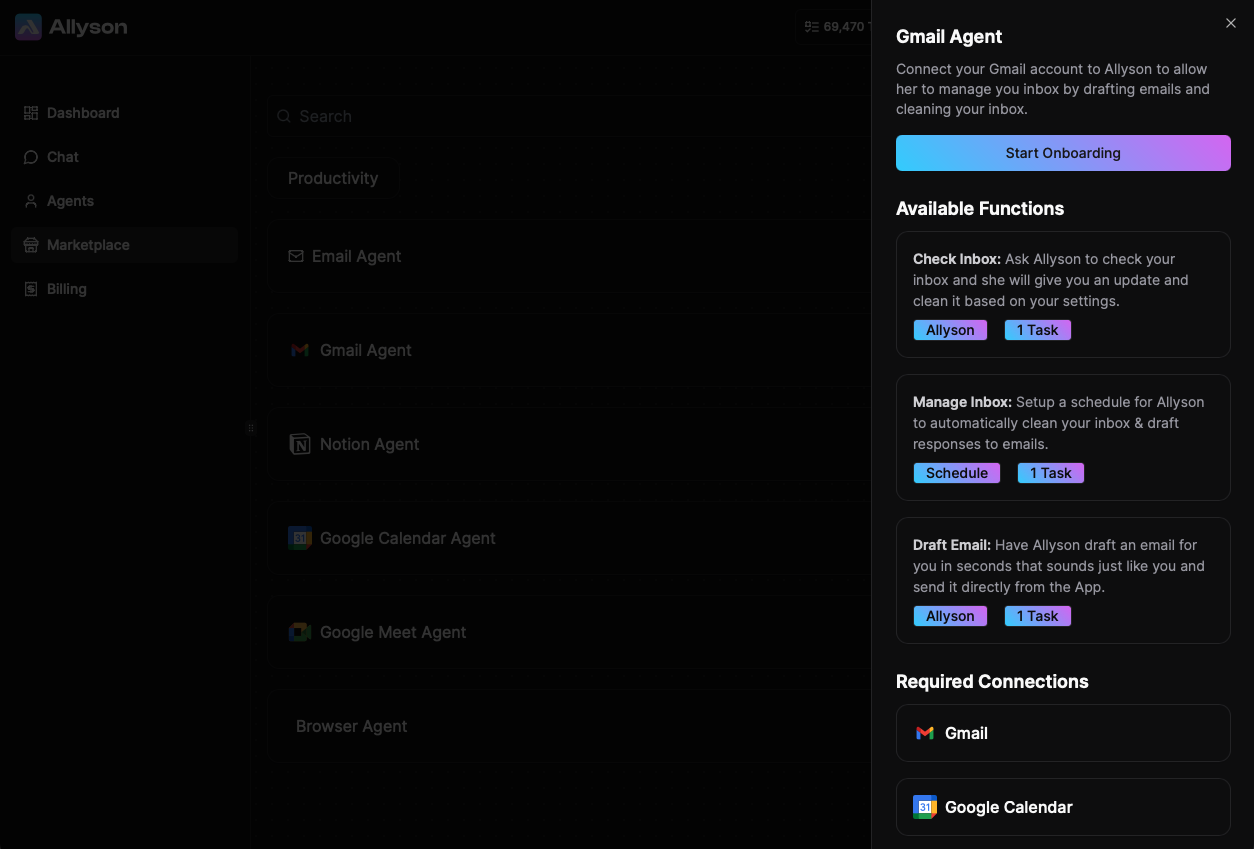 Allyson
69,470
Dashboard
Chat
Agents
Marketplace
Billing
Search
Productivity
Email Agent
Gmail Agent
Notion Agent
31
Google Calendar Agent
Google Meet Agent
Browser Agent
Gmail Agent
Connect your Gmail account to Allyson to allow
her to manage you inbox by drafting emails and
cleaning your inbox.
Start Onboarding
Available Functions
Check Inbox: Ask Allyson to check your
inbox and she will give you an update and
clean it based on your settings.
Allyson 1 Task
Manage Inbox: Setup a schedule for Allyson
to automatically clean your inbox & draft
responses to emails.
Schedule 1 Task
Draft Email: Have Allyson draft an email for
you in seconds that sounds just like you and
send it directly from the App.
Allyson 1 Task
Required Connections
Gmail
31
Google Calendar